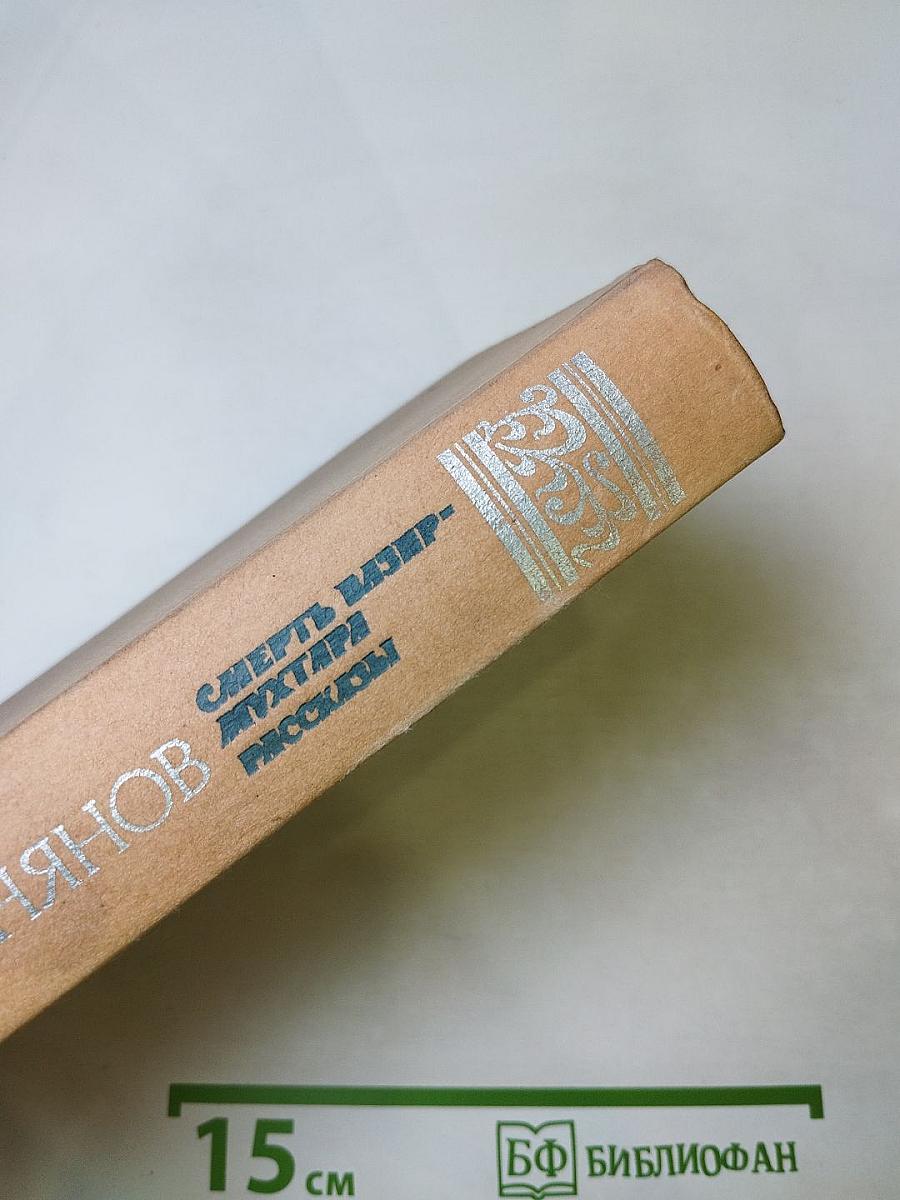 НЯНОВ
СМЕРТЬ ВАЗИР-
МУХТАРА
РАССКАЗЫ
15 см
БФ БИБЛИОФАН